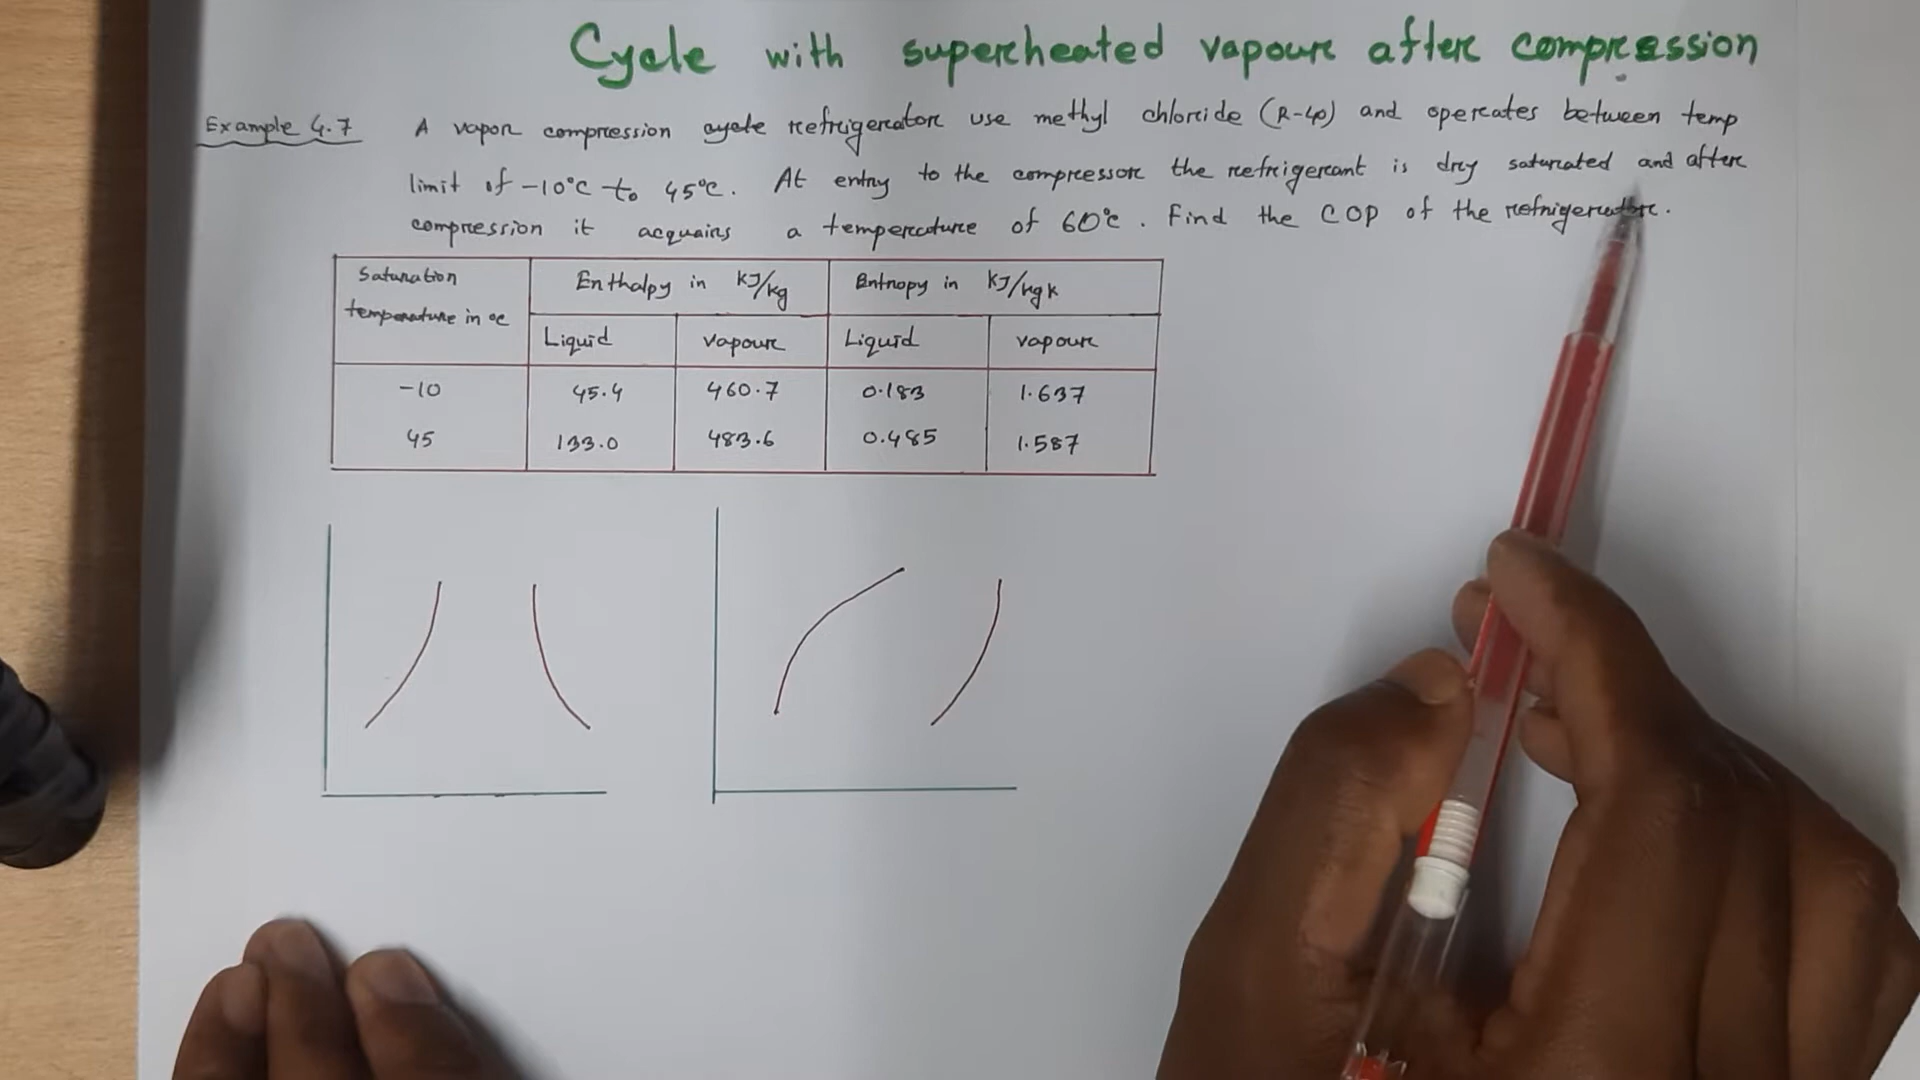 Cycle with superheated vapour after compression
Example 4.7 A vapor compression cycle refrigerator use methyl chloride (R-40) and operates between temp
limit of -10°C to 45°C. At entry to the compressor the refrigerant is dry saturated and after
compression it acquairs a temperature of 60°C. Find the COP of the refrigerator.
Saturation temperature in °C
Enthalpy in KJ/kg
Entropy in KJ/kgK
Liquid vapour Liquid vapour
-10 45.4 460.7 0.183 1.637
45 133.0 483.6 0.485 1.587